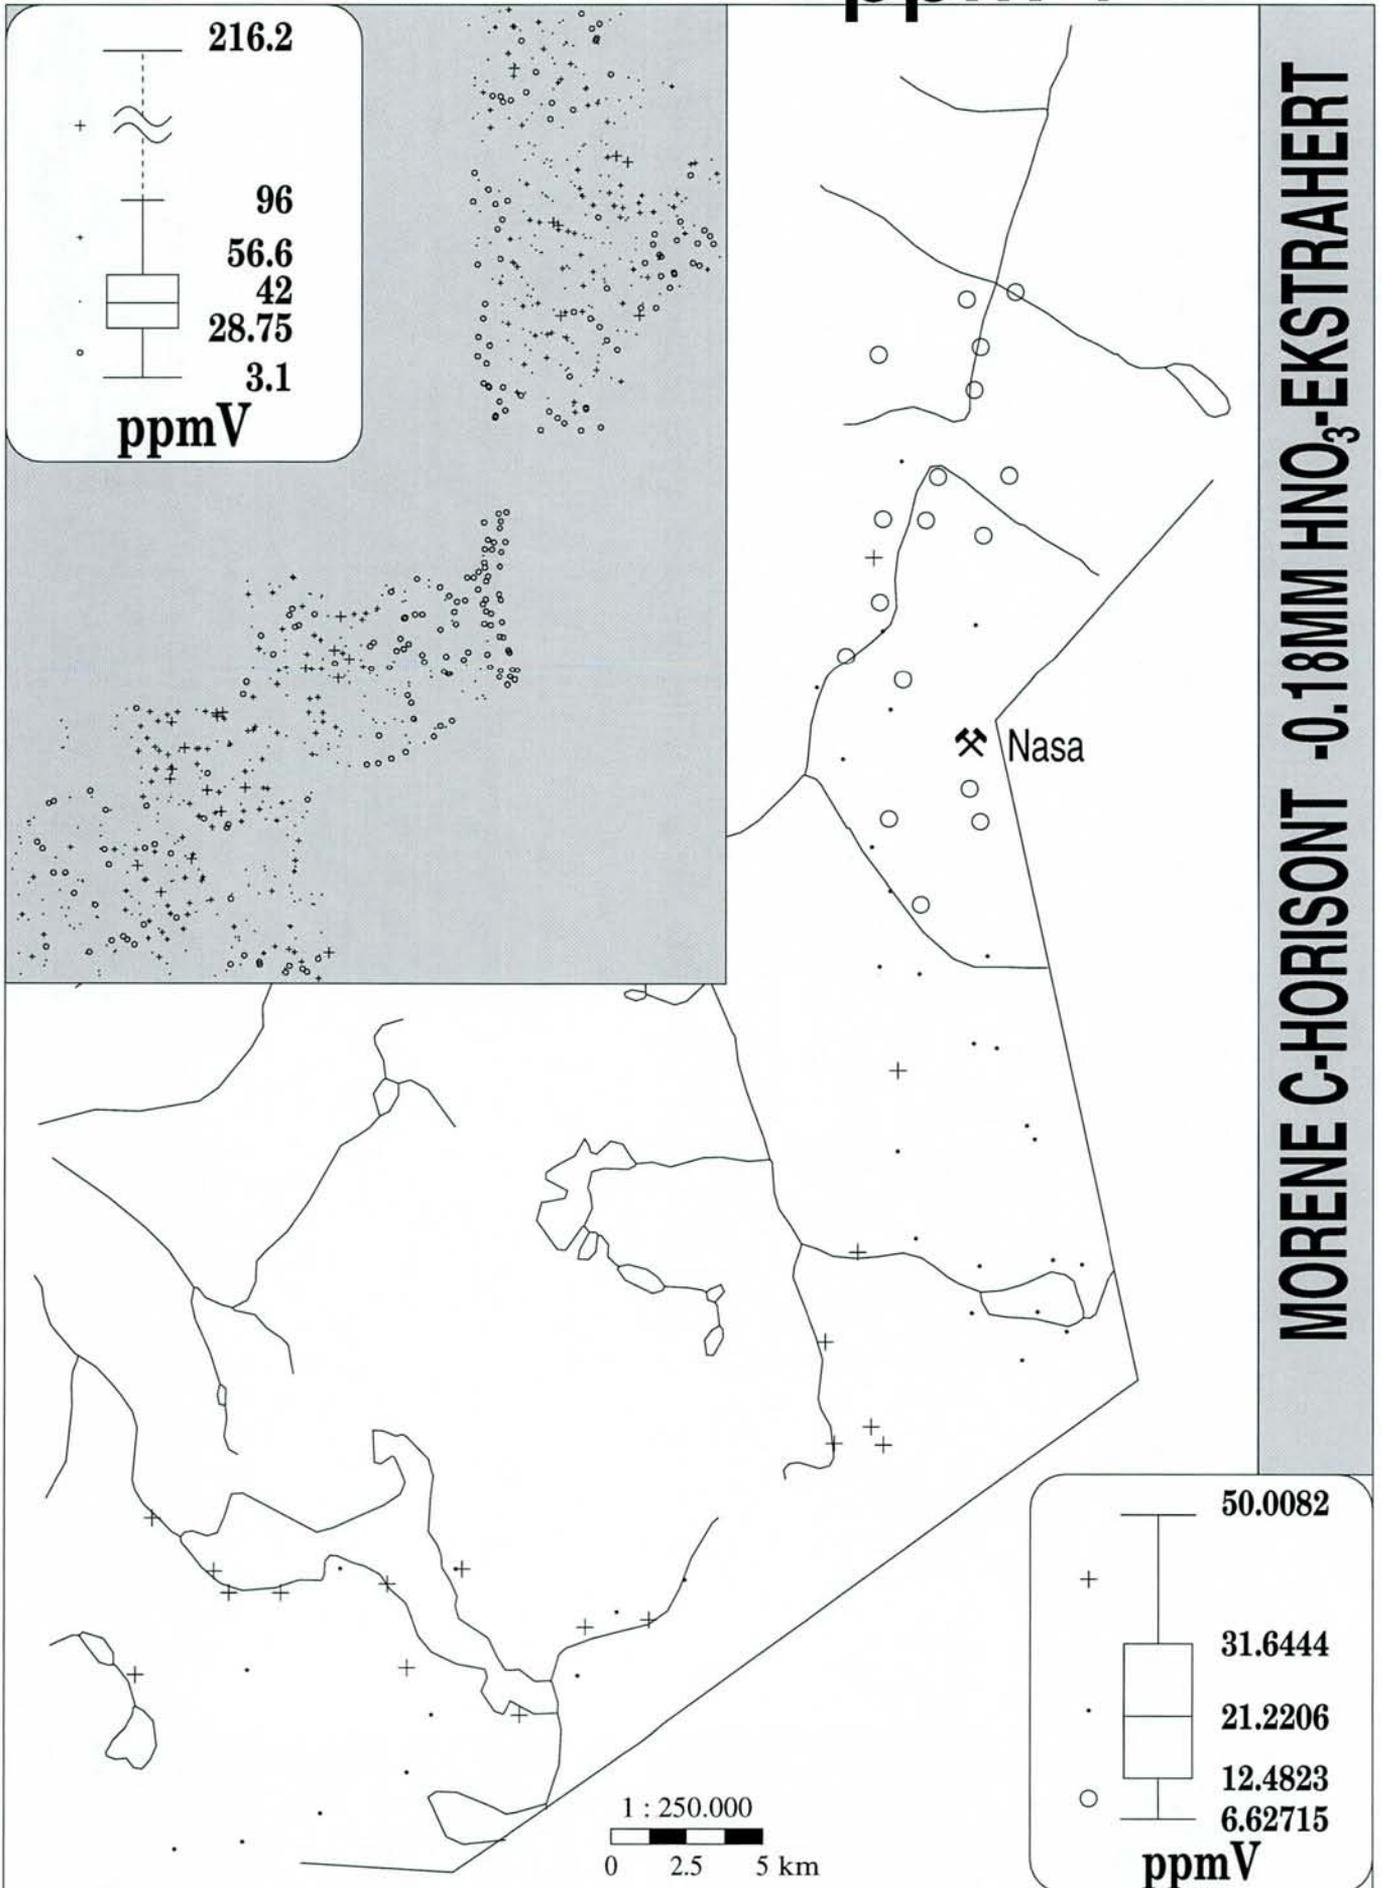 216.2
96
56.6
42
28.75
3.1
ppmV
Nasa
MORENE C-HORISONT -0.18MM HNO3-EKSTRAHERT
50.0082
31.6444
21.2206
12.4823
6.62715
ppmV
1 : 250.000
0 2.5 5 km